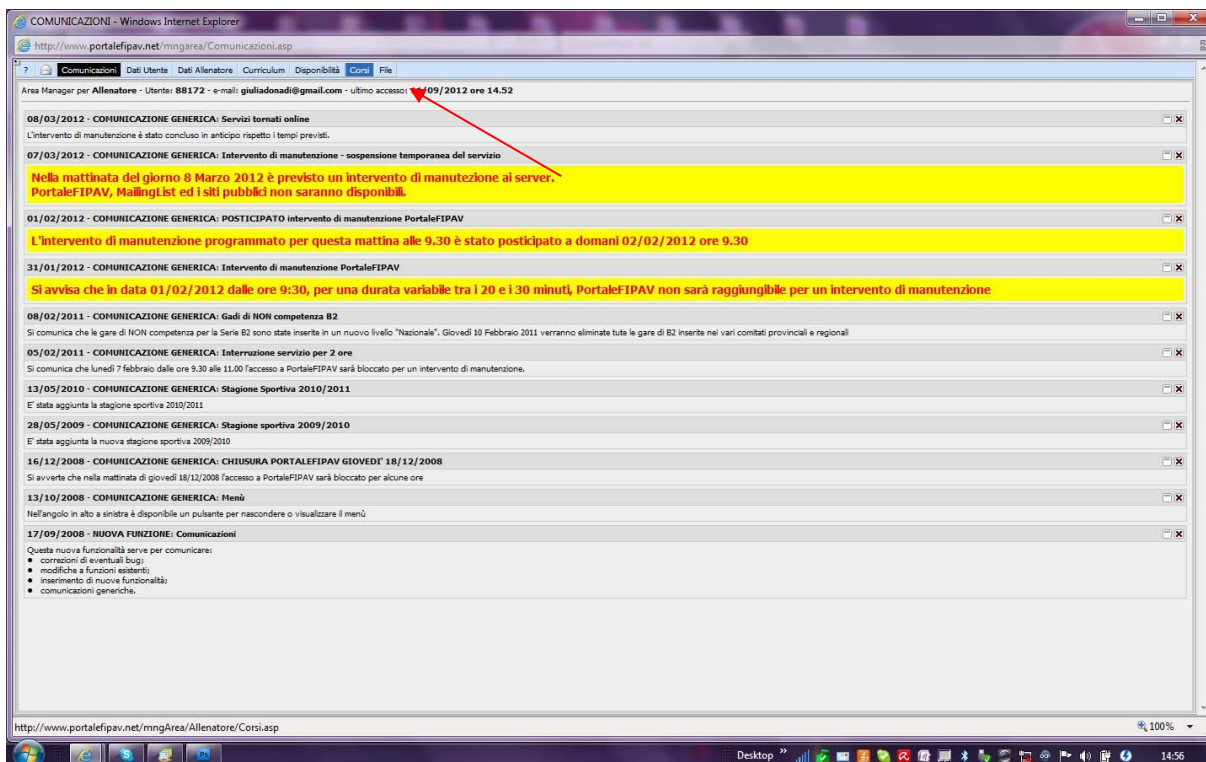 COMUNICAZIONI - Windows Internet Explorer
http://www.portalefipav.net/mngarea/Comunicazioni.asp
? Comunicazioni Dati Utente Dati Allenatore Curriculum Disponibilità Corsi File
Area Manager per Allenatore - Utente: 88172 - e-mail: giuliadonadi@gmail.com - ultimo accesso: /09/2012 ore 14.52
08/03/2012 - COMUNICAZIONE GENERICA: Servizi tornati online
L'intervento di manutenzione è stato concluso in anticipo rispetto i tempi previsti.
07/03/2012 - COMUNICAZIONE GENERICA: Intervento di manutenzione - sospensione temporanea del servizio
Nella mattinata del giorno 8 Marzo 2012 è previsto un intervento di manutezione ai server.
PortaleFIPAV, MailingList ed i siti pubblici non saranno disponibili.
01/02/2012 - COMUNICAZIONE GENERICA: POSTICIPATO intervento di manutenzione PortaleFIPAV
L'intervento di manutenzione programmato per questa mattina alle 9.30 è stato posticipato a domani 02/02/2012 ore 9.30
31/01/2012 - COMUNICAZIONE GENERICA: Intervento di manutenzione PortaleFIPAV
Si avvisa che in data 01/02/2012 dalle ore 9:30, per una durata variabile tra i 20 e i 30 minuti, PortaleFIPAV non sarà raggiungibile per un intervento di manutenzione
08/02/2011 - COMUNICAZIONE GENERICA: Gadi di NON competenza B2
Si comunica che le gare di NON competenza per la Serie B2 sono state inserite in un nuovo livello "Nazionale". Giovedì 10 Febbraio 2011 verranno eliminate tute le gare di B2 inserite nei vari comitati provinciali e regionali
05/02/2011 - COMUNICAZIONE GENERICA: Interruzione servizio per 2 ore
Si comunica che lunedì 7 febbraio dalle ore 9.30 alle 11.00 l'accesso a PortaleFIPAV sarà bloccato per un intervento di manutenzione.
13/05/2010 - COMUNICAZIONE GENERICA: Stagione Sportiva 2010/2011
E' stata aggiunta la stagione sportiva 2010/2011
28/05/2009 - COMUNICAZIONE GENERICA: Stagione sportiva 2009/2010
E' stata aggiunta la nuova stagione sportiva 2009/2010
16/12/2008 - COMUNICAZIONE GENERICA: CHIUSURA PORTALEFIPAV GIOVEDI' 18/12/2008
Si avverte che nella mattinata di giovedì 18/12/2008 l'accesso a PortaleFIPAV sarà bloccato per alcune ore
13/10/2008 - COMUNICAZIONE GENERICA: Menù
Nell'angolo in alto a sinistra è disponibile un pulsante per nascondere o visualizzare il menù
17/09/2008 - NUOVA FUNZIONE: Comunicazioni
Questa nuova funzionalità serve per comunicare:
● correzioni di eventuali bug;
● modifiche a funzioni esistenti;
● inserimento di nuove funzionalità;
● comunicazioni generiche.
http://www.portalefipav.net/mngArea/Allenatore/Corsi.asp
100%
Desktop » 14:56